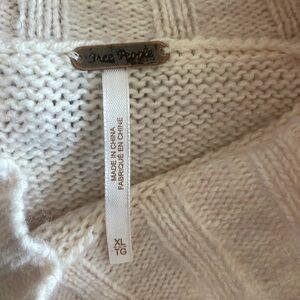 Free People
MADE IN CHINA
FABRIQUÉ EN CHINE
XL
TG